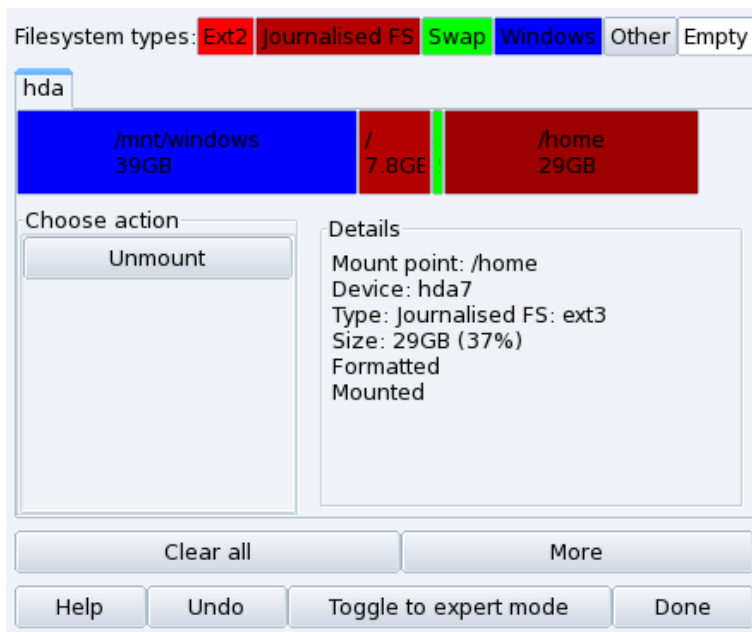 Filesystem types: Ext2 Journalised FS Swap Windows Other Empty
hda
/mnt/windows / /home
39GB 7.8GB 29GB
Choose action
Unmount
Details
Mount point: /home
Device: hda7
Type: Journalised FS: ext3
Size: 29GB (37%)
Formatted
Mounted
Clear all More
Help Undo Toggle to expert mode Done